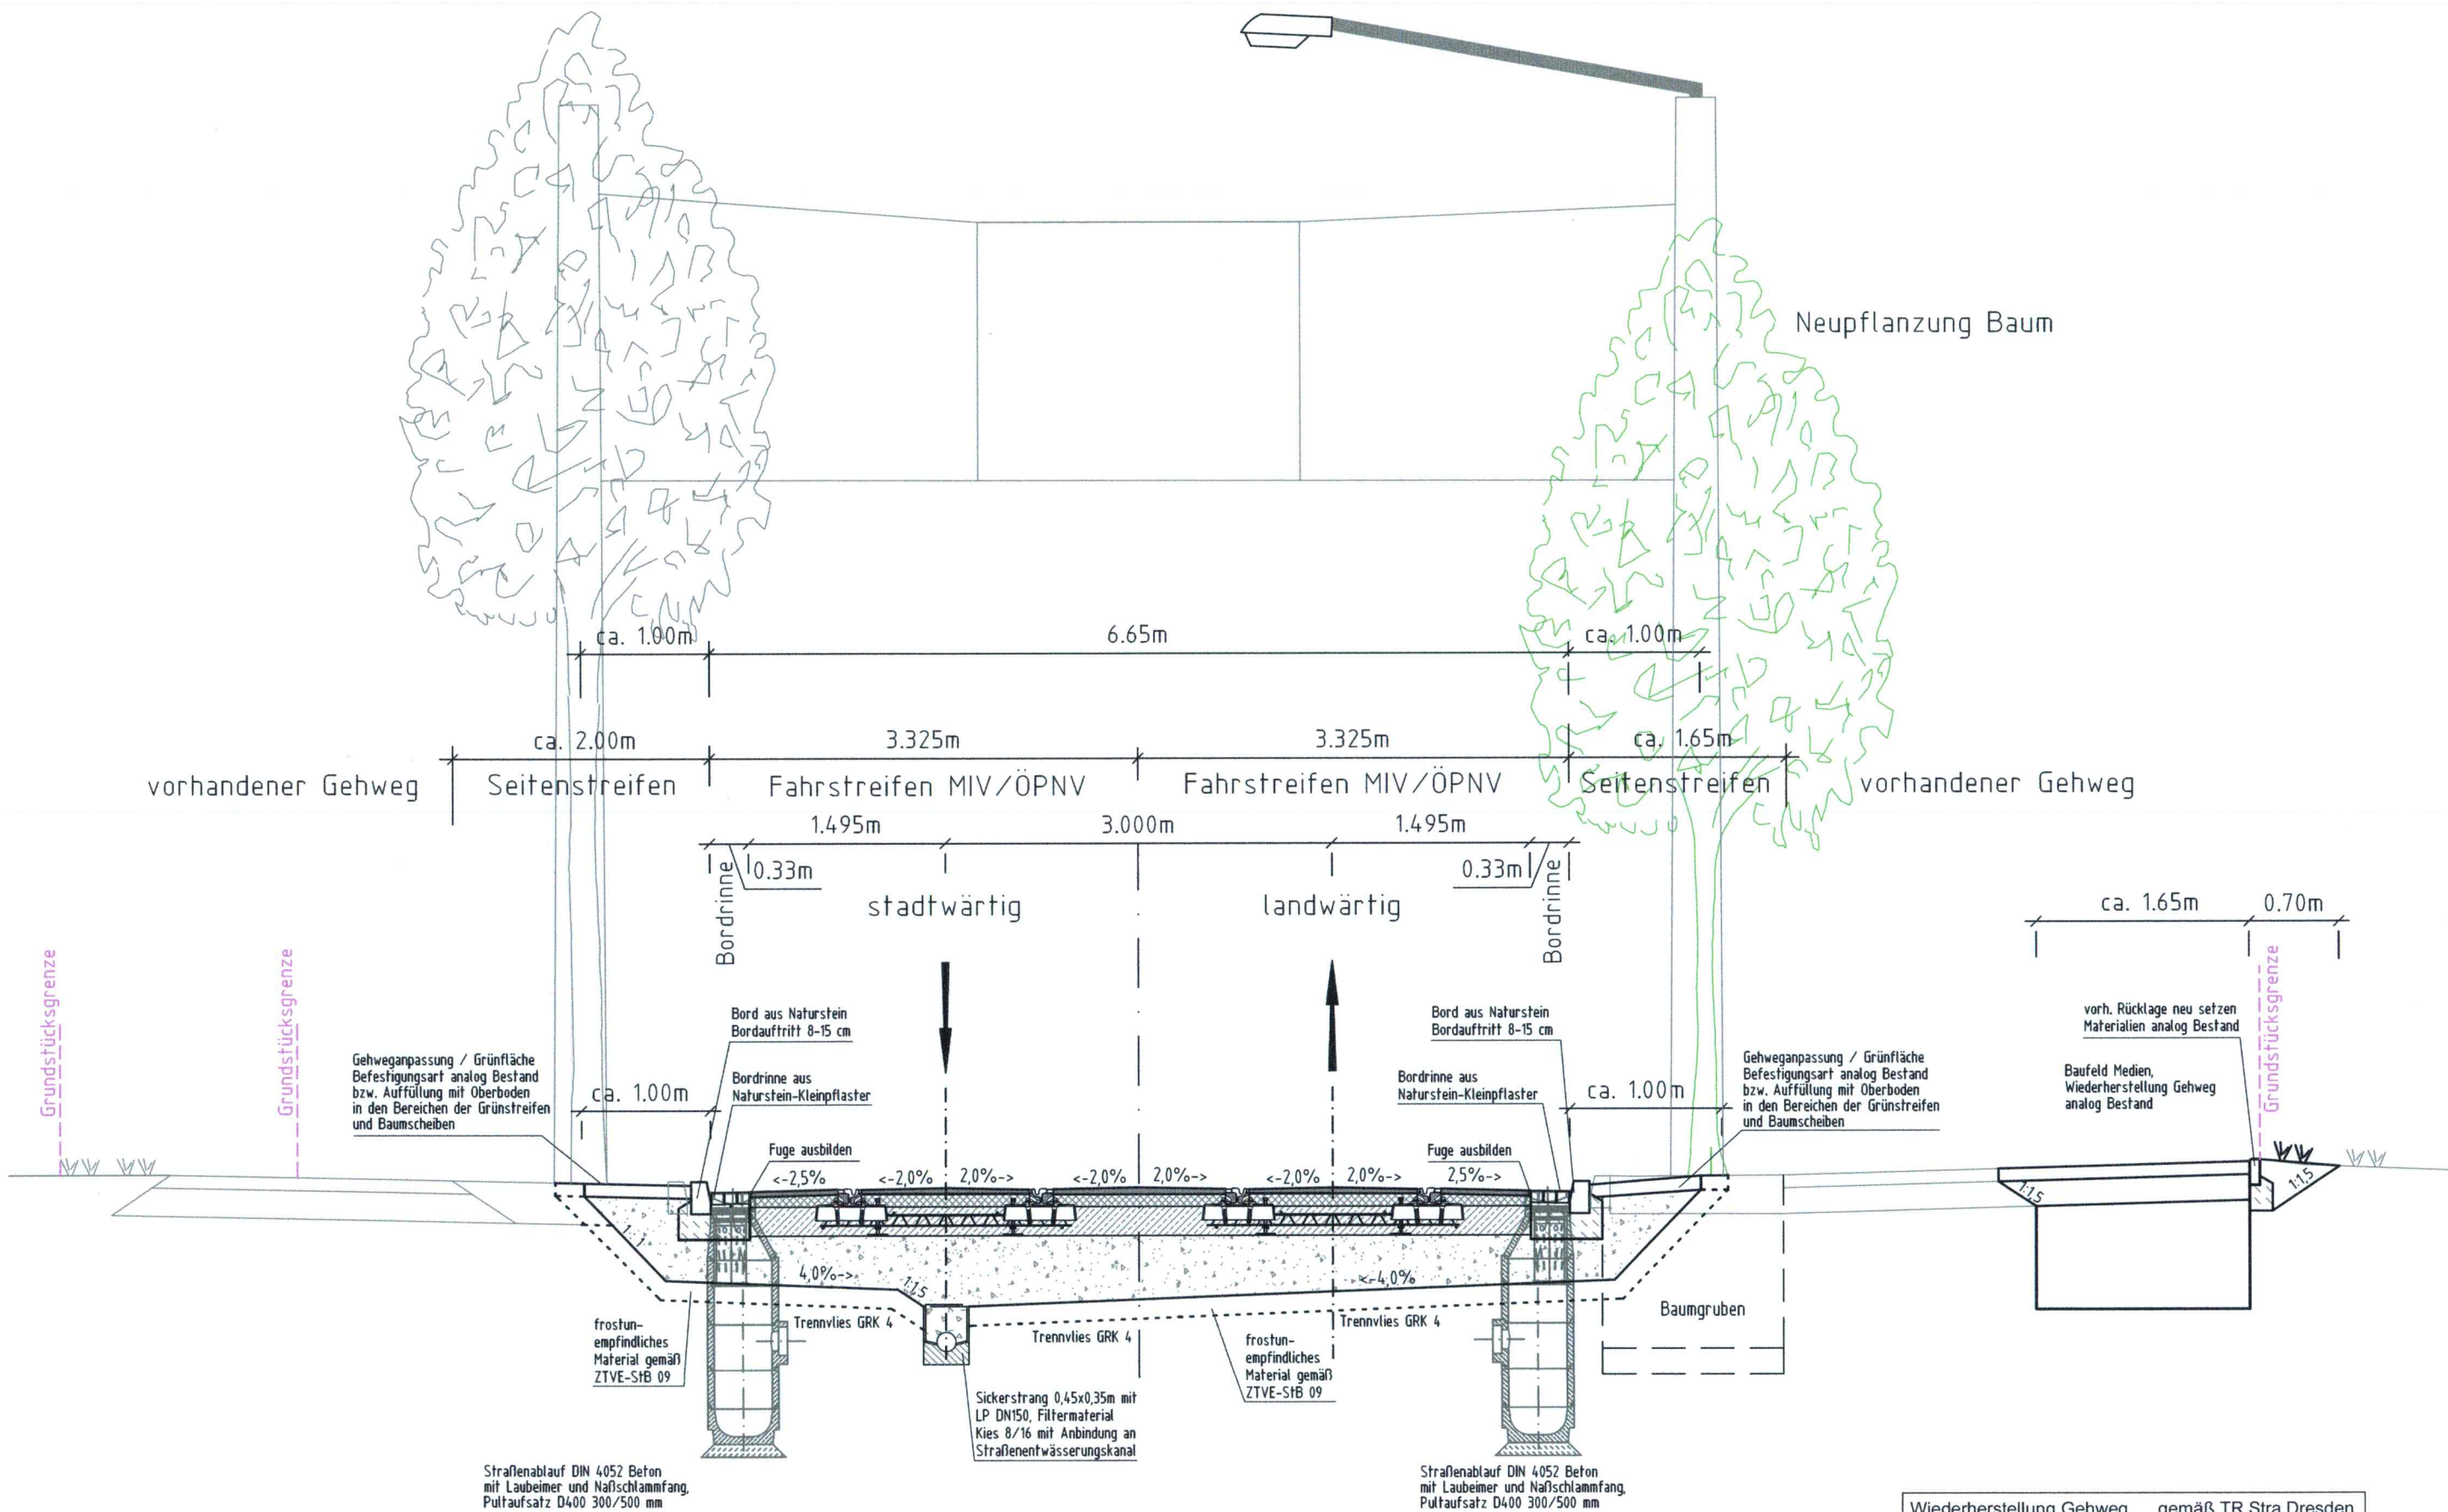 Neupflanzung Baum
ca. 1.00m
6.65m
ca. 1.00m
ca. 2.00m
3.325m
3.325m
ca. 1.65m
vorhandener Gehweg
Seitenstreifen
Fahrstreifen MIV/ÖPNV
Fahrstreifen MIV/ÖPNV
Seitenstreifen
vorhandener Gehweg
1.495m
3.000m
1.495m
0.33m
0.33m
Bordrinne
Bordrinne
stadtwärtig
landwärtig
ca. 1.65m
0.70m
Grundstücksgrenze
Grundstücksgrenze
Grundstücksgrenze
Bord aus Naturstein
Bordauftritt 8-15 cm
Bord aus Naturstein
Bordauftritt 8-15 cm
vorh. Rücklage neu setzen
Materialien analog Bestand
Gehweganpassung / Grünfläche
Befestigungsart analog Bestand
bzw. Auffüllung mit Oberboden
in den Bereichen der Grünstreifen
und Baumscheiben
ca. 1.00m
Bordrinne aus
Naturstein-Kleinpflaster
Bordrinne aus
Naturstein-Kleinpflaster
ca. 1.00m
Gehweganpassung / Grünfläche
Befestigungsart analog Bestand
bzw. Auffüllung mit Oberboden
in den Bereichen der Grünstreifen
und Baumscheiben
Baufeld Medien,
Wiederherstellung Gehweg
analog Bestand
Fuge ausbilden
Fuge ausbilden
<-2,5%
<-2,0%
2,0%->
<-2,0%
2,0%->
<-2,0%
2,0%->
2,5%->
1:1,5
1:1,5
4,0%->
1:1,5
<-4,0%
Trennvlies GRK 4
Trennvlies GRK 4
Trennvlies GRK 4
Baumgruben
frostun-
empfindliches
Material gemäß
ZTVE-StB 09
frostun-
empfindliches
Material gemäß
ZTVE-StB 09
Sickerstrang 0,45x0,35m mit
LP DN150, Filtermaterial
Kies 8/16 mit Anbindung an
Straßenentwässerungskanal
Straßenablauf DIN 4052 Beton
mit Laubeimer und Naßschlammfang,
Pultaufsatz D400 300/500 mm
Straßenablauf DIN 4052 Beton
mit Laubeimer und Naßschlammfang,
Pultaufsatz D400 300/500 mm
Wiederherstellung Gehweg gemäß TR Stra Dresden